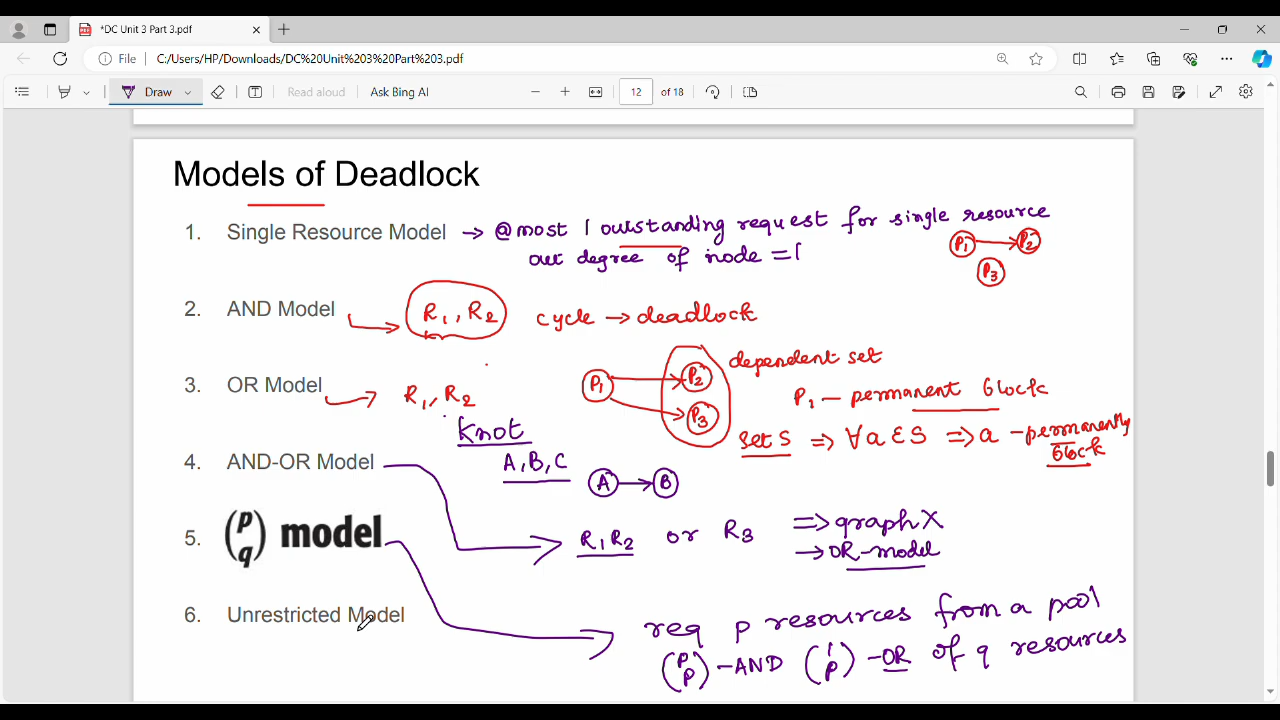 *DC Unit 3 Part 3.pdf
File C:/Users/HP/Downloads/DC%20Unit%203%20Part%203.pdf
Draw Read aloud Ask Bing AI 12 of 18
Models of Deadlock
1. Single Resource Model → @most 1 outstanding request for single resource
out degree of node = 1
P1 → P2
P3
2. AND Model R1, R2 cycle → deadlock
3. OR Model → R1, R2
P1 P2 P3
dependent set
P1 - permanent block
set S ⇒ ∀a ε S ⇒ a - permanently
block
knot
A, B, C
A → B
4. AND-OR Model
R1 R2 or R3 ⇒ graph X
→ OR-model
5. (p q) model
req p resources from a pool
of q resources
(p p) - AND (1 p) - OR
6. Unrestricted Model